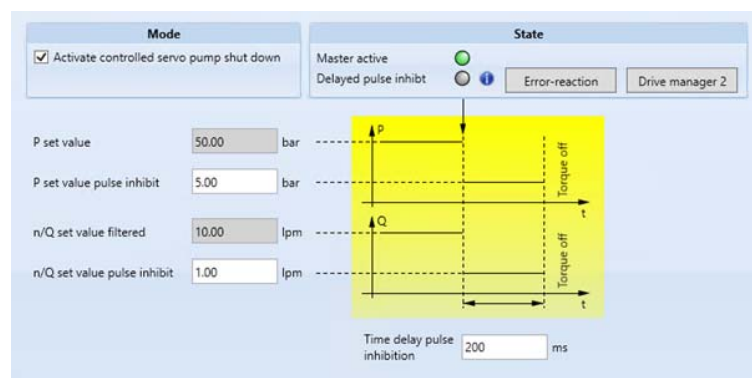 Mode
State
Activate controlled servo pump shut down
Master active
Delayed pulse inhibt
Error-reaction
Drive manager 2
P set value
50.00
bar
P set value pulse inhibit
5.00
bar
n/Q set value filtered
10.00
lpm
n/Q set value pulse inhibit
1.00
lpm
P
Torque off
t
Q
Torque off
t
Time delay pulse
inhibition
200
ms